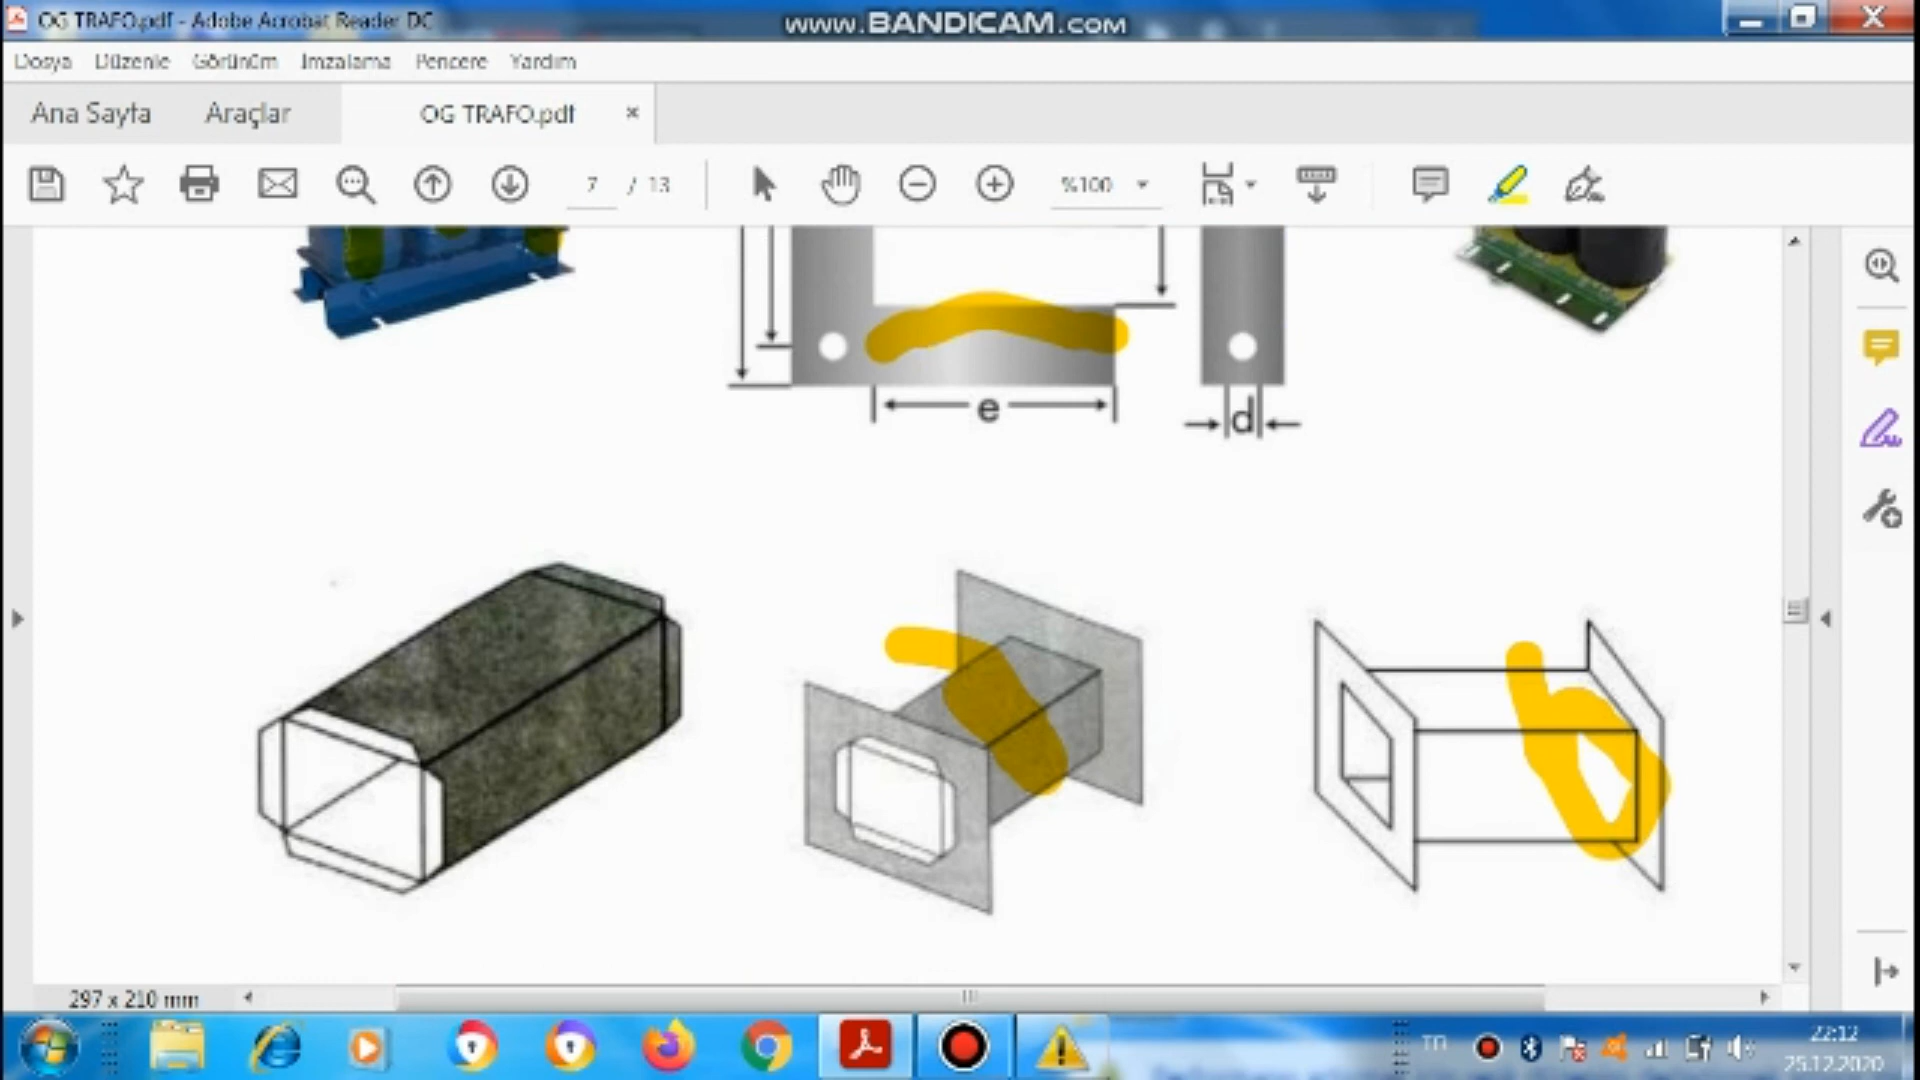 OG TRAFO.pdf - Adobe Acrobat Reader DC
www.BANDICAM.com
Dosya Düzenle Görünüm İmzalama Pencere Yardım
Ana Sayfa Araçlar OG TRAFO.pdf ×
7 / 13 %100
e
d
297 x 210 mm
TR 22:12
25.12.2020